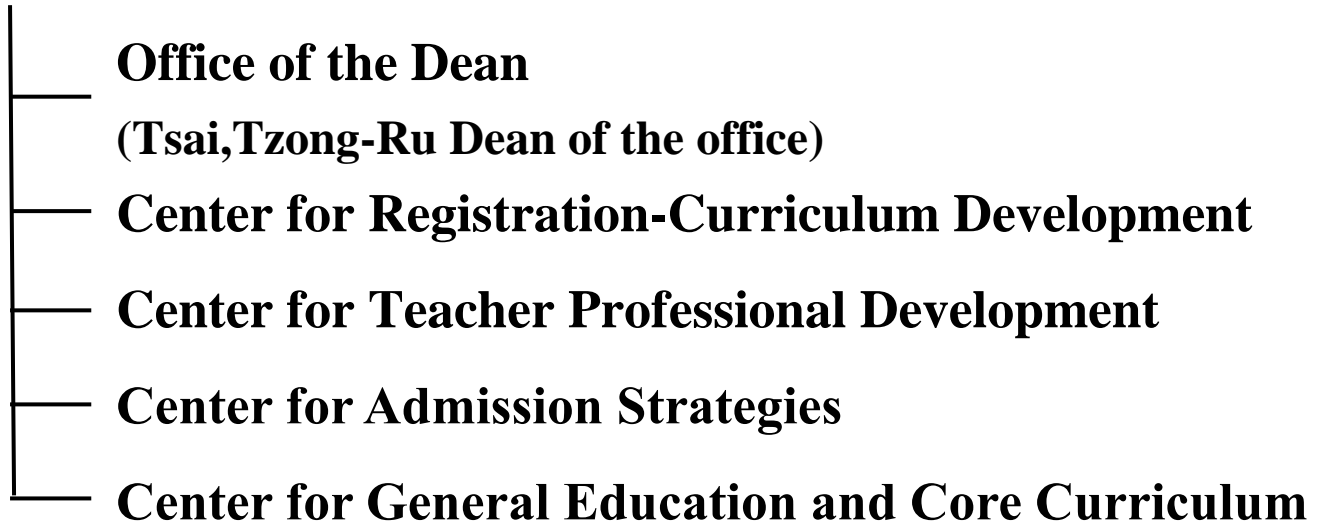 Office of the Dean
(Tsai,Tzong-Ru Dean of the office)
Center for Registration-Curriculum Development
Center for Teacher Professional Development
Center for Admission Strategies
Center for General Education and Core Curriculum